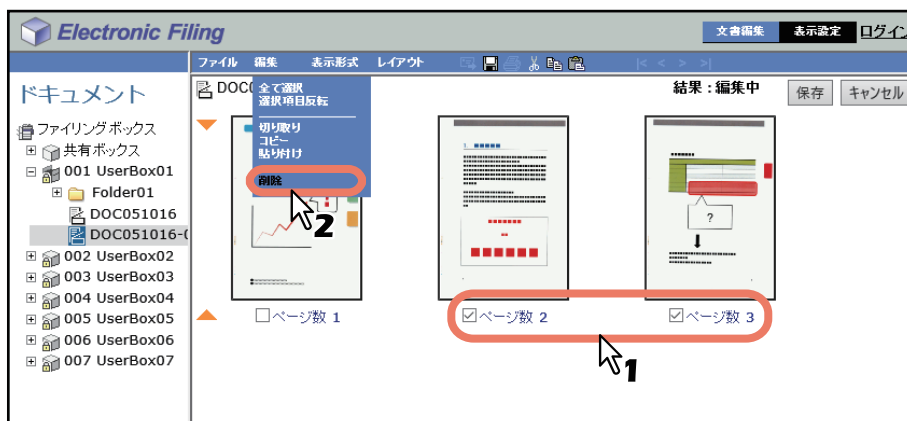 Electronic Filing
文書編集 表示設定 ログイン
ファイル 編集 表示形式 レイアウト
ドキュメント
結果:編集中
保存 キャンセル
全て選択
選択項目反転
切り取り
コピー
貼り付け
削除
2
ファイリングボックス
共有ボックス
001 UserBox01
Folder01
DOC051016
DOC051016-0
002 UserBox02
003 UserBox03
004 UserBox04
005 UserBox05
006 UserBox06
007 UserBox07
?
ページ数 1
ページ数 2
ページ数 3
1